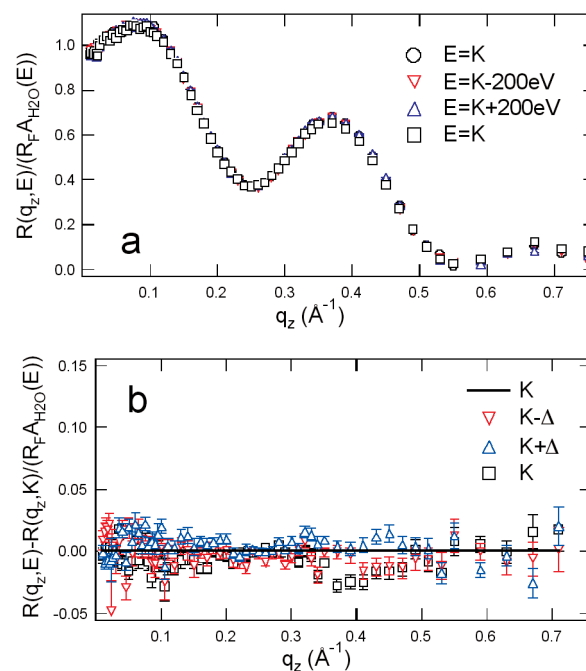 R(q_z,E)/(R_F A_H2O(E))
1.0
0.8
0.6
0.4
0.2
0.0
E=K
E=K-200eV
E=K+200eV
E=K
a
0.1 0.2 0.3 0.4 0.5 0.6 0.7
q_z (Å⁻¹)
R(q_z,E)-R(q_z,K)/(R_F A_H2O(E))
0.15
0.10
0.05
0.00
-0.05
b
K
K-Δ
K+Δ
K
0.1 0.2 0.3 0.4 0.5 0.6 0.7
q_z (Å⁻¹)